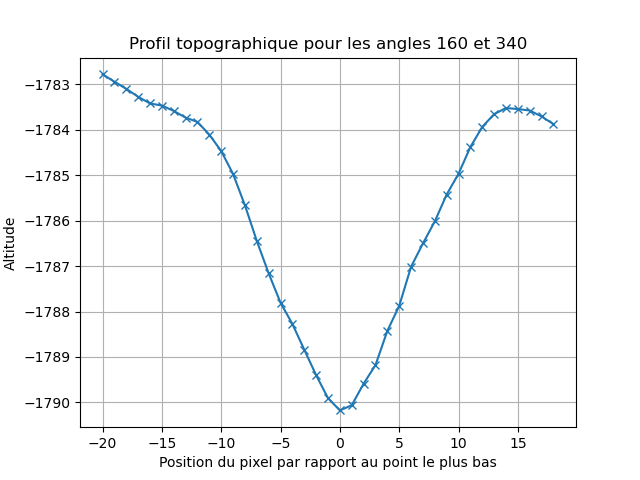 Profil topographique pour les angles 160 et 340
Altitude
−1783
−1784
−1785
−1786
−1787
−1788
−1789
−1790
−20 −15 −10 −5 0 5 10 15
Position du pixel par rapport au point le plus bas